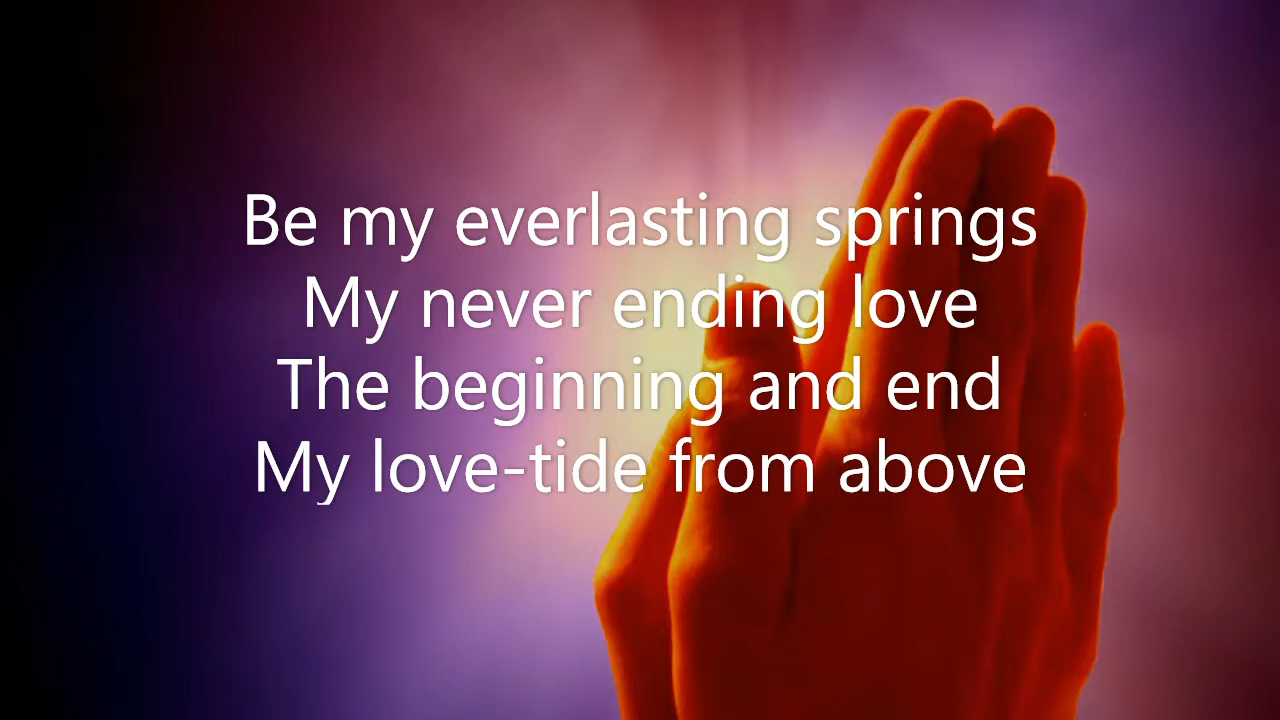 Be my everlasting springs
My never ending love
The beginning and end
My love-tide from above